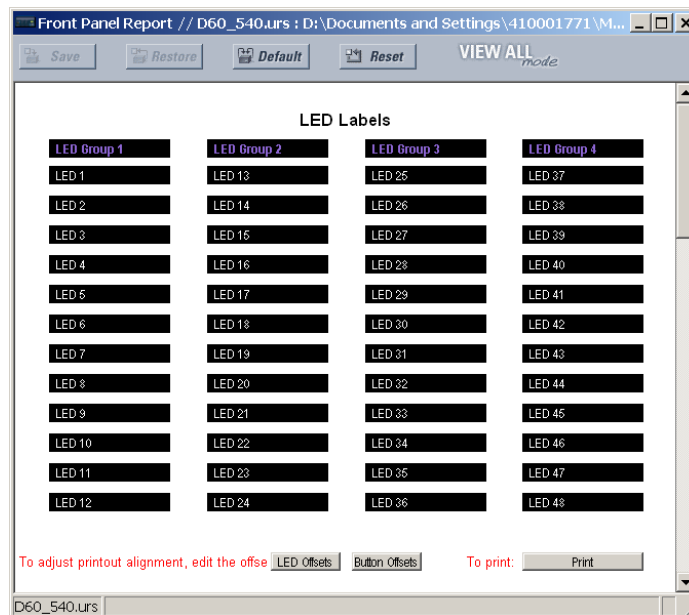 Front Panel Report // D60_540.urs : D:\Documents and Settings\410001771\M...
Save Restore Default Reset VIEW ALL mode
LED Labels
LED Group 1 LED Group 2 LED Group 3 LED Group 4
LED 1 LED 13 LED 25 LED 37
LED 2 LED 14 LED 26 LED 38
LED 3 LED 15 LED 27 LED 39
LED 4 LED 16 LED 28 LED 40
LED 5 LED 17 LED 29 LED 41
LED 6 LED 18 LED 30 LED 42
LED 7 LED 19 LED 31 LED 43
LED 8 LED 20 LED 32 LED 44
LED 9 LED 21 LED 33 LED 45
LED 10 LED 22 LED 34 LED 46
LED 11 LED 23 LED 35 LED 47
LED 12 LED 24 LED 36 LED 48
To adjust printout alignment, edit the offse LED Offsets Button Offsets To print: Print
D60_540.urs